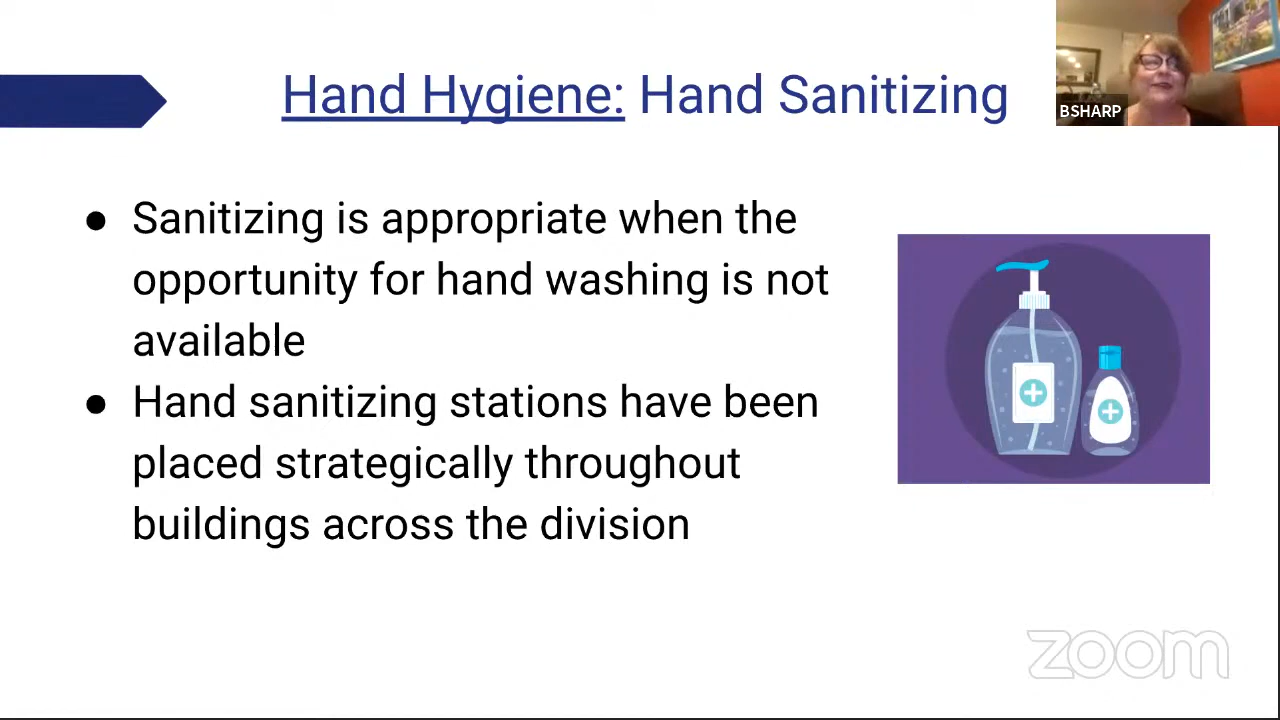 Hand Hygiene: Hand Sanitizing
BSHARP
● Sanitizing is appropriate when the
opportunity for hand washing is not
available
● Hand sanitizing stations have been
placed strategically throughout
buildings across the division
zoom